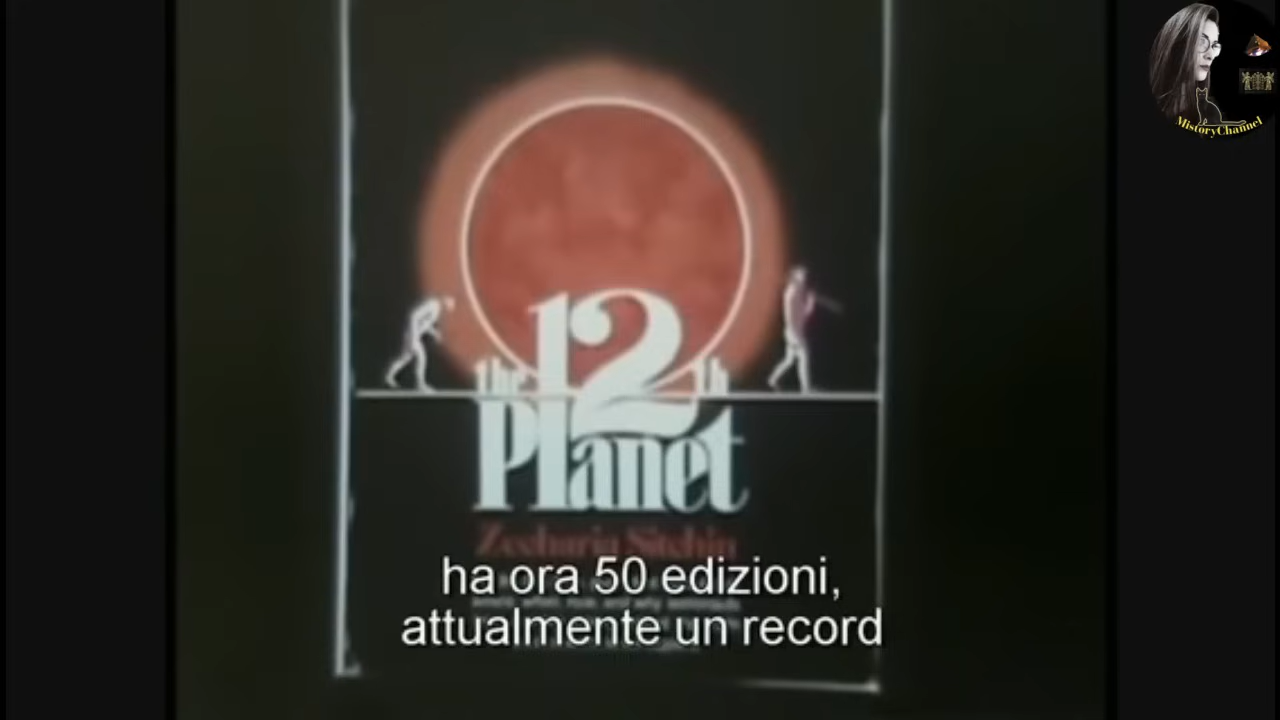 MistoryChannel
the 12th
Planet
Zecharia Sitchin
ha ora 50 edizioni,
attualmente un record